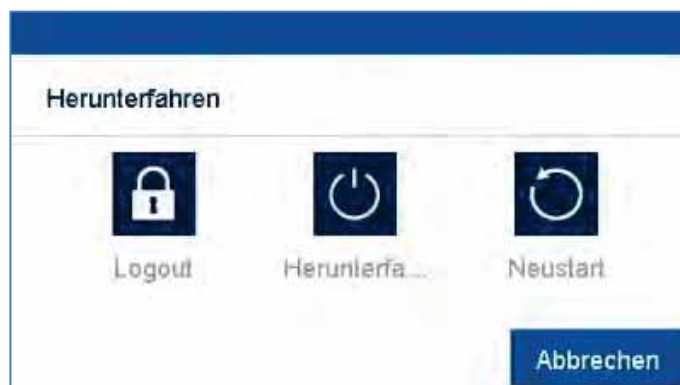 Herunterfahren
Logout
Herunterfa...
Neustart
Abbrechen